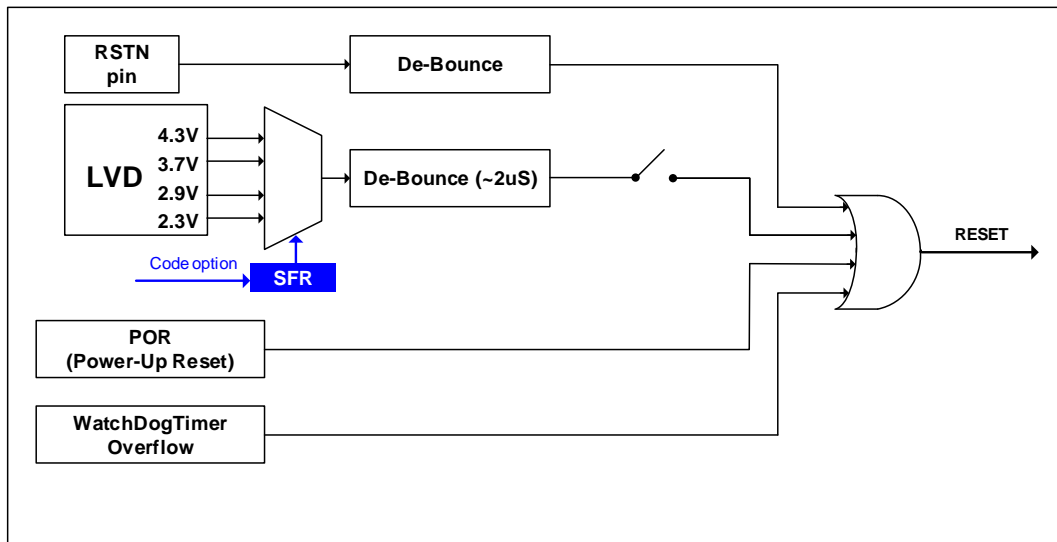 RSTN
pin
De-Bounce
LVD
4.3V
3.7V
2.9V
2.3V
De-Bounce (~2uS)
Code option
SFR
RESET
POR
(Power-Up Reset)
WatchDogTimer
Overflow